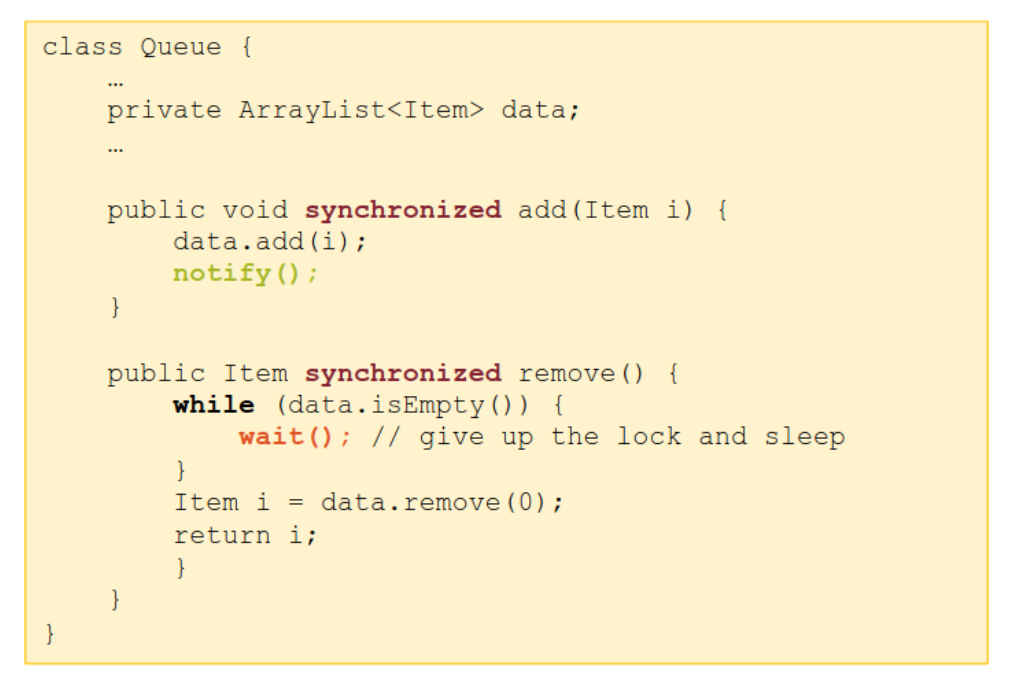 class Queue {
    …
    private ArrayList<Item> data;
    …
    public void synchronized add(Item i) {
        data.add(i);
        notify();
    }
    public Item synchronized remove() {
        while (data.isEmpty()) {
            wait(); // give up the lock and sleep
        }
        Item i = data.remove(0);
        return i;
        }
    }
}